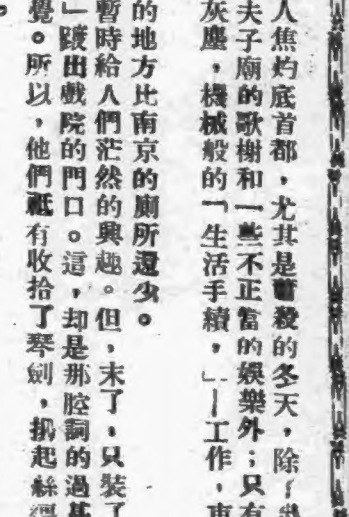 人焦灼底首都，尤其是肅殺的冬天，除了
夫子廟的歌榭和一些不正當的娛樂外；只有
灰塵，機械般的「生活手續，」—工作，
的地方比南京的廁所還少。
暫時給人們茫然的興趣。但，末了，只裝了
」踱出戲院的門口。這，却是那腔調的過甚
覺。所以，他們祗有收拾了琴劍，